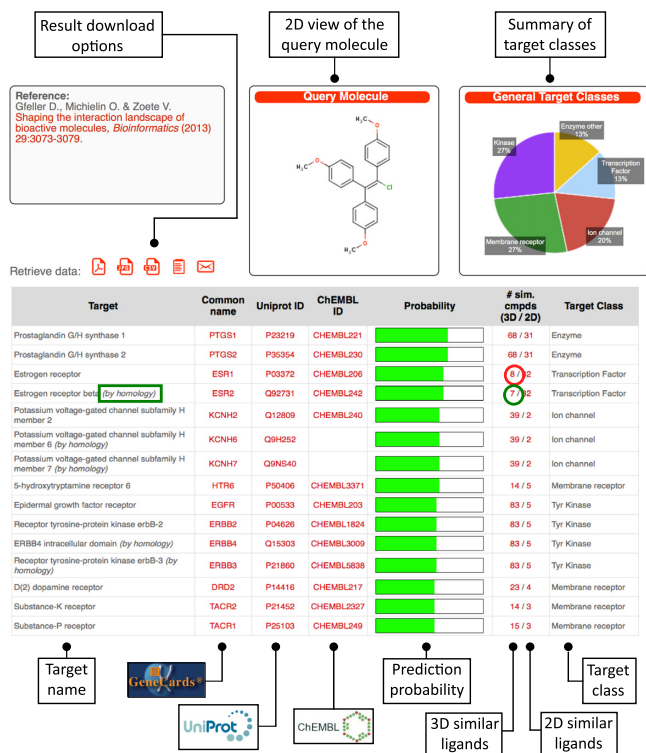 Result download
options
2D view of the
query molecule
Summary of
target classes
Reference:
Gfeller D., Michielin O. & Zoete V.
Shaping the interaction landscape of
bioactive molecules, Bioinformatics (2013)
29:3073-3079.
Query Molecule
H₃C
O
H₃C
O
Cl
O
H₃C
General Target Classes
Enzyme other
13%
Kinase
27%
Transcription
Factor
13%
Membrane receptor
27%
Ion channel
20%
Retrieve data:
JPG
CSV
Target
Common
name
Uniprot ID
ChEMBL
ID
Probability
# sim.
cmpds
(3D / 2D)
Target Class
Prostaglandin G/H synthase 1 PTGS1 P23219 CHEMBL221 68 / 31 Enzyme
Prostaglandin G/H synthase 2 PTGS2 P35354 CHEMBL230 68 / 31 Enzyme
Estrogen receptor ESR1 P03372 CHEMBL206 8 / 2 Transcription Factor
Estrogen receptor beta (by homology) ESR2 Q92731 CHEMBL242 7 / 2 Transcription Factor
Potassium voltage-gated channel subfamily H
member 2 KCNH2 Q12809 CHEMBL240 39 / 2 Ion channel
Potassium voltage-gated channel subfamily H
member 6 (by homology) KCNH6 Q9H252 39 / 2 Ion channel
Potassium voltage-gated channel subfamily H
member 7 (by homology) KCNH7 Q9NS40 39 / 2 Ion channel
5-hydroxytryptamine receptor 6 HTR6 P50406 CHEMBL3371 14 / 5 Membrane receptor
Epidermal growth factor receptor EGFR P00533 CHEMBL203 83 / 5 Tyr Kinase
Receptor tyrosine-protein kinase erbB-2 ERBB2 P04626 CHEMBL1824 83 / 5 Tyr Kinase
ERBB4 intracellular domain (by homology) ERBB4 Q15303 CHEMBL3009 83 / 5 Tyr Kinase
Receptor tyrosine-protein kinase erbB-3 (by
homology) ERBB3 P21860 CHEMBL5838 83 / 5 Tyr Kinase
D(2) dopamine receptor DRD2 P14416 CHEMBL217 23 / 4 Membrane receptor
Substance-K receptor TACR2 P21452 CHEMBL2327 14 / 3 Membrane receptor
Substance-P receptor TACR1 P25103 CHEMBL249 15 / 3 Membrane receptor
Target
name
GeneCards®
UniProt
ChEMBL
Prediction
probability
3D similar
ligands
2D similar
ligands
Target
class